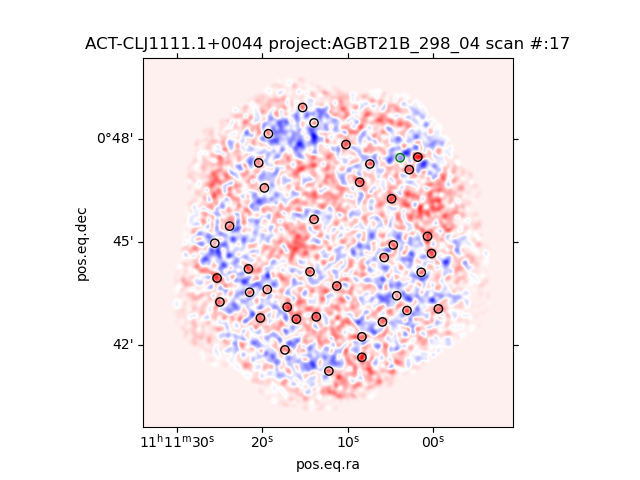 ACT-CLJ1111.1+0044 project:AGBT21B_298_04 scan #:17
pos.eq.dec
0°48'
45'
42'
11ʰ11ᵐ30ˢ 20ˢ 10ˢ 00ˢ
pos.eq.ra